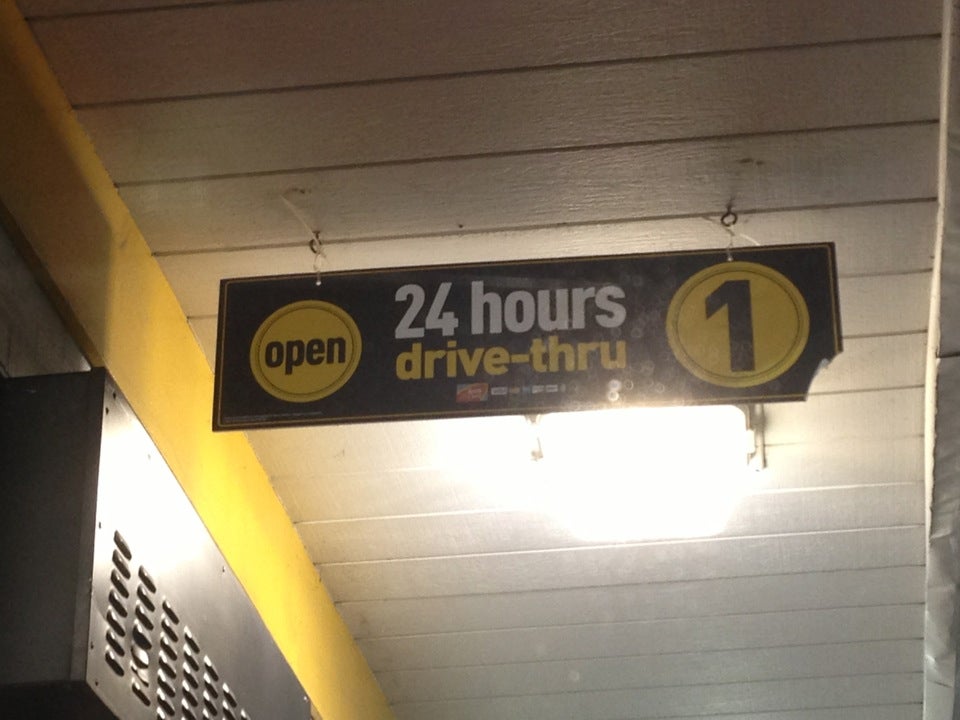 open
24 hours
drive-thru
1